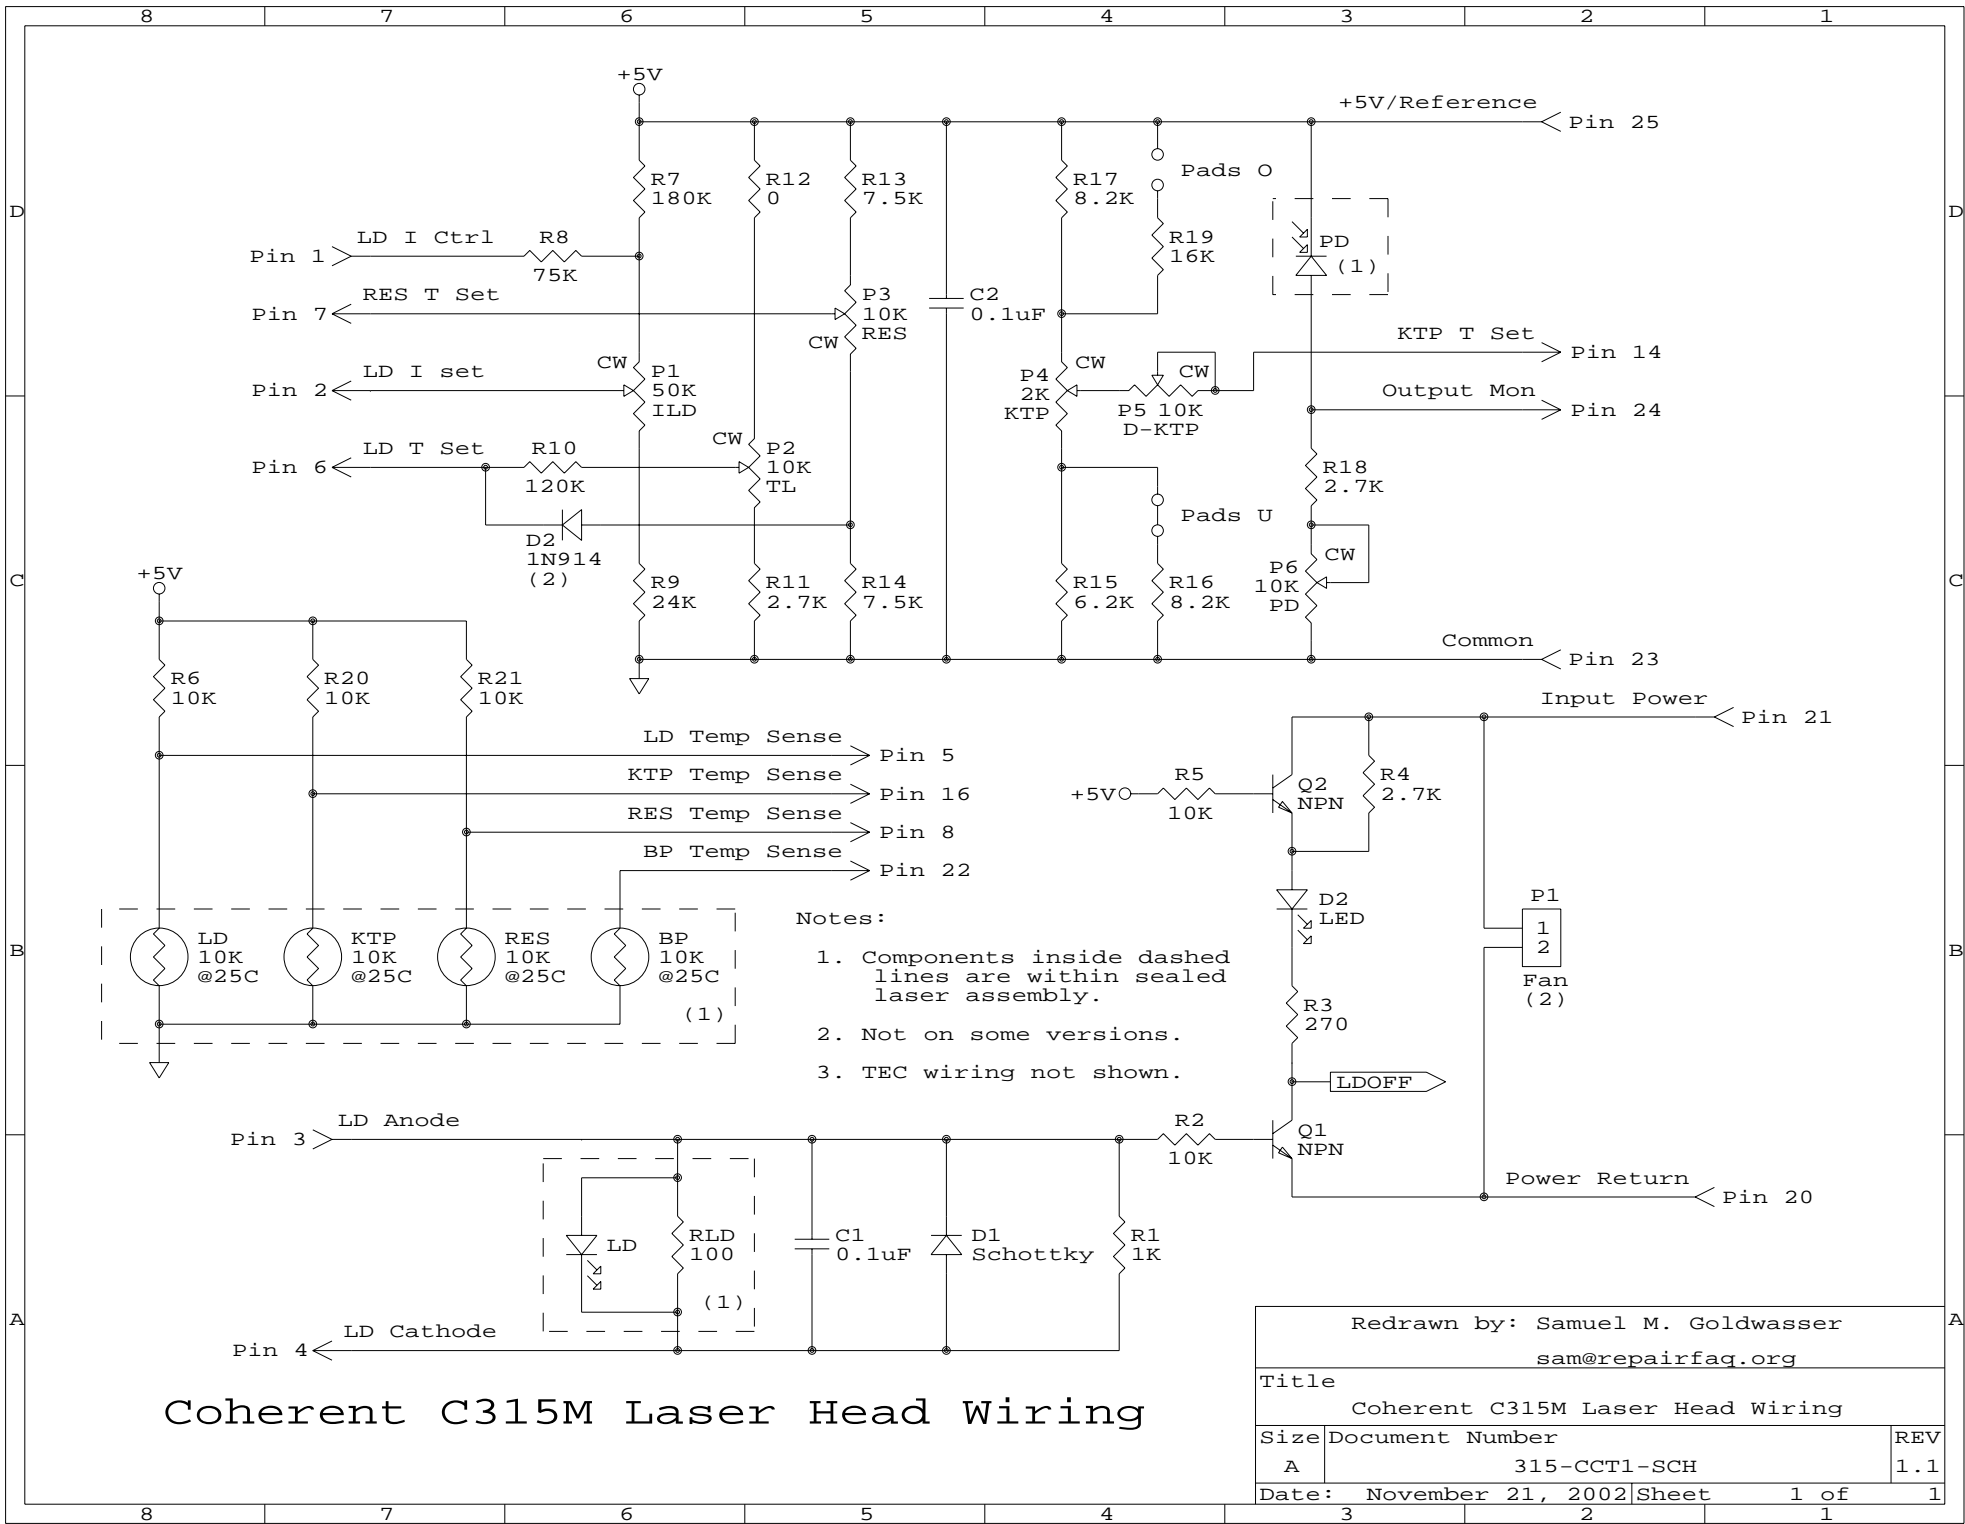 8 7 6 5 4 3 2 1
D
C
B
A
D
C
B
A
+5V
+5V/Reference
Pin 25
R7
180K
R12
0
R13
7.5K
R17
8.2K
Pads O
R19
16K
PD
(1)
Pin 1
LD I Ctrl
R8
75K
Pin 7
RES T Set
P3
10K
RES
CW
C2
0.1uF
KTP T Set
Pin 14
Pin 2
LD I set
CW
P1
50K
ILD
CW
P4
2K
KTP
CW
P5 10K
D-KTP
Output Mon
Pin 24
Pin 6
LD T Set
R10
120K
CW
P2
10K
TL
R18
2.7K
D2
1N914
(2)
Pads U
CW
P6
10K
PD
R9
24K
R11
2.7K
R14
7.5K
R15
6.2K
R16
8.2K
Common
Pin 23
+5V
R6
10K
R20
10K
R21
10K
LD Temp Sense
Pin 5
KTP Temp Sense
Pin 16
RES Temp Sense
Pin 8
BP Temp Sense
Pin 22
LD
10K
@25C
KTP
10K
@25C
RES
10K
@25C
BP
10K
@25C
(1)
Input Power
Pin 21
+5V
R5
10K
Q2
NPN
R4
2.7K
D2
LED
P1
1
2
Fan
(2)
R3
270
LDOFF
Notes:
1. Components inside dashed
lines are within sealed
laser assembly.
2. Not on some versions.
3. TEC wiring not shown.
Pin 3
LD Anode
R2
10K
Q1
NPN
Power Return
Pin 20
LD
RLD
100
(1)
C1
0.1uF
D1
Schottky
R1
1K
Pin 4
LD Cathode
Coherent C315M Laser Head Wiring
Redrawn by: Samuel M. Goldwasser
sam@repairfaq.org
Title
Coherent C315M Laser Head Wiring
Size Document Number REV
A 315-CCT1-SCH 1.1
Date: November 21, 2002 Sheet 1 of 1
8 7 6 5 4 3 2 1